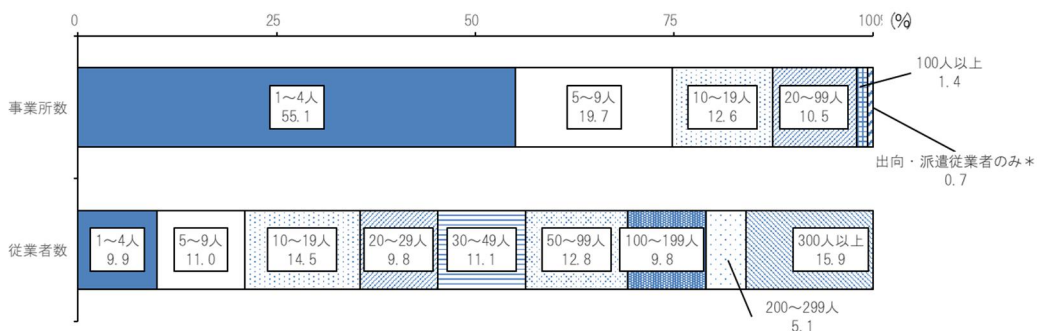 0 25 50 75 100% (%)
事業所数
1～4人
55.1
5～9人
19.7
10～19人
12.6
20～99人
10.5
100人以上
1.4
出向・派遣従業者のみ＊
0.7
従業者数
1～4人
9.9
5～9人
11.0
10～19人
14.5
20～29人
9.8
30～49人
11.1
50～99人
12.8
100～199人
9.8
200～299人
5.1
300人以上
15.9